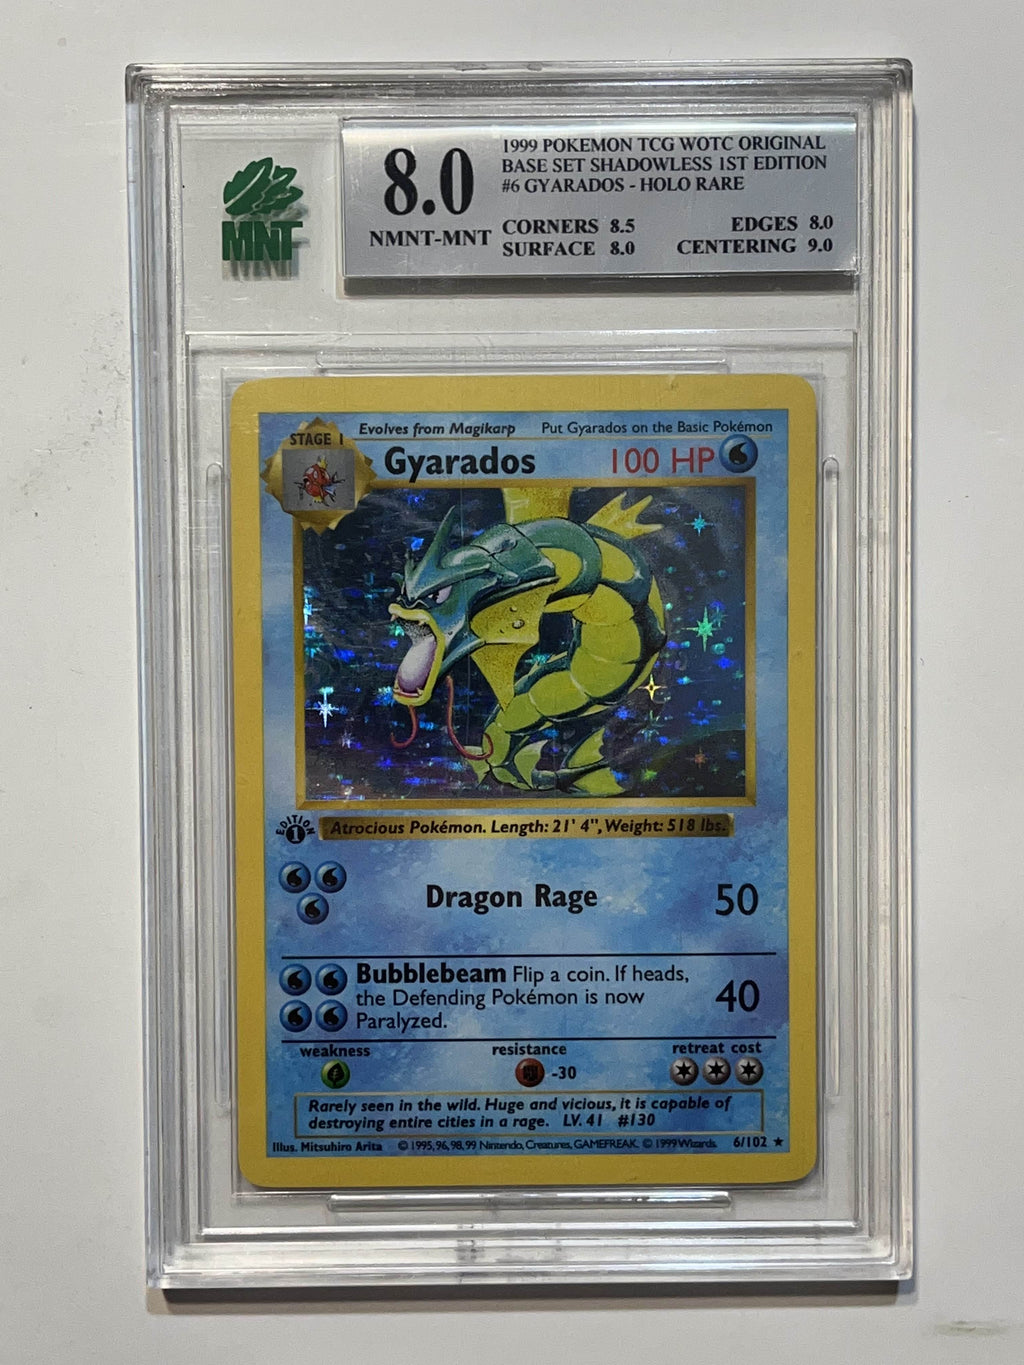 MNT
8.0
NMNT-MNT
1999 POKEMON TCG WOTC ORIGINAL
BASE SET SHADOWLESS 1ST EDITION
#6 GYARADOS - HOLO RARE
CORNERS 8.5 EDGES 8.0
SURFACE 8.0 CENTERING 9.0
STAGE 1
Evolves from Magikarp Put Gyarados on the Basic Pokémon
Gyarados 100 HP
EDITION 1
Atrocious Pokémon. Length: 21' 4", Weight: 518 lbs.
Dragon Rage 50
Bubblebeam Flip a coin. If heads,
the Defending Pokémon is now
Paralyzed.
40
weakness resistance retreat cost
-30
Rarely seen in the wild. Huge and vicious, it is capable of
destroying entire cities in a rage. LV. 41 #130
Illus. Mitsuhiro Arita © 1995, 96, 98, 99 Nintendo, Creatures, GAMEFREAK. © 1999 Wizards. 6/102 ★